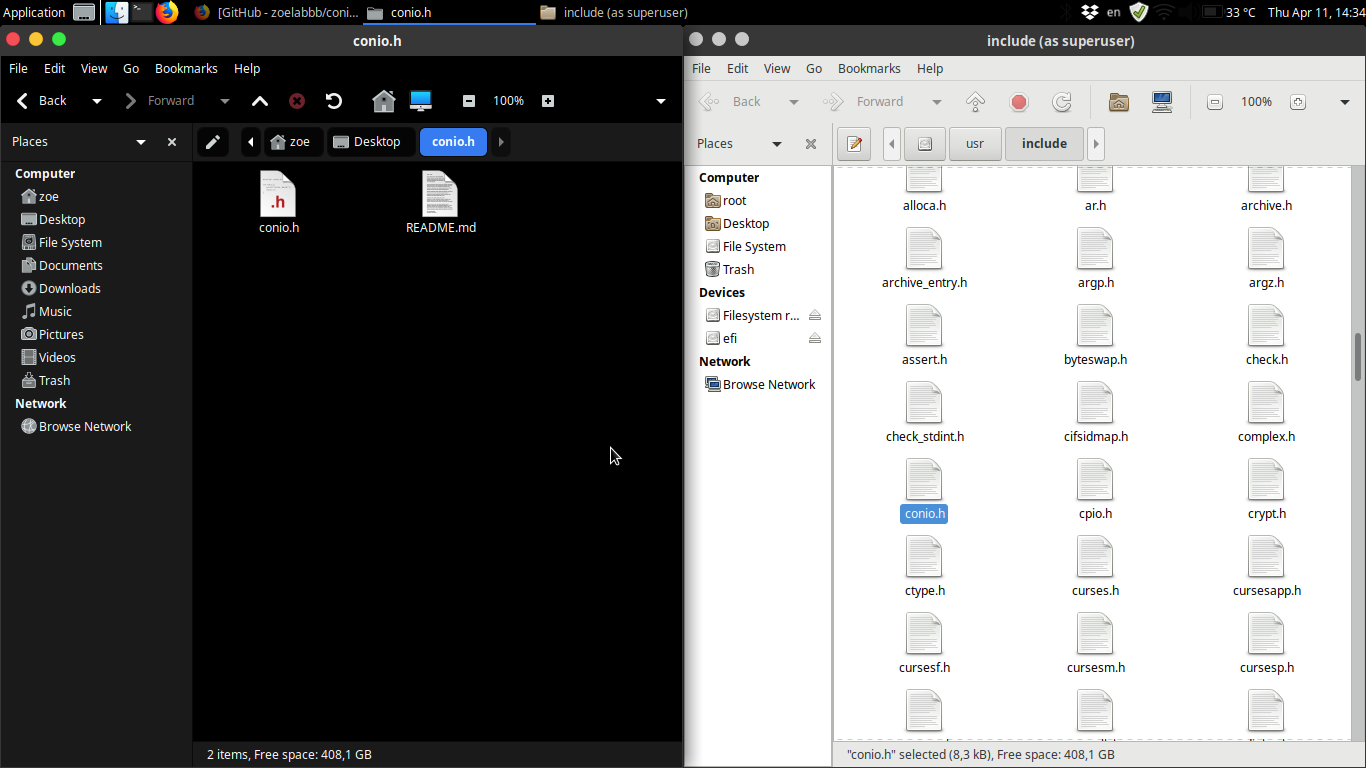 Application [GitHub - zoelabbb/coni... conio.h include (as superuser) en 33 °C Thu Apr 11, 14:34
conio.h
File Edit View Go Bookmarks Help
Back Forward 100%
Places zoe Desktop conio.h
Computer
zoe
Desktop
File System
Documents
Downloads
Music
Pictures
Videos
Trash
Network
Browse Network
.h
conio.h README.md
2 items, Free space: 408,1 GB
include (as superuser)
File Edit View Go Bookmarks Help
Back Forward 100%
Places usr include
Computer
root
Desktop
File System
Trash
Devices
Filesystem r...
efi
Network
Browse Network
alloca.h ar.h archive.h
archive_entry.h argp.h argz.h
assert.h byteswap.h check.h
check_stdint.h cifsidmap.h complex.h
conio.h cpio.h crypt.h
ctype.h curses.h cursesapp.h
cursesf.h cursesm.h cursesp.h
"conio.h" selected (8,3 kB), Free space: 408,1 GB